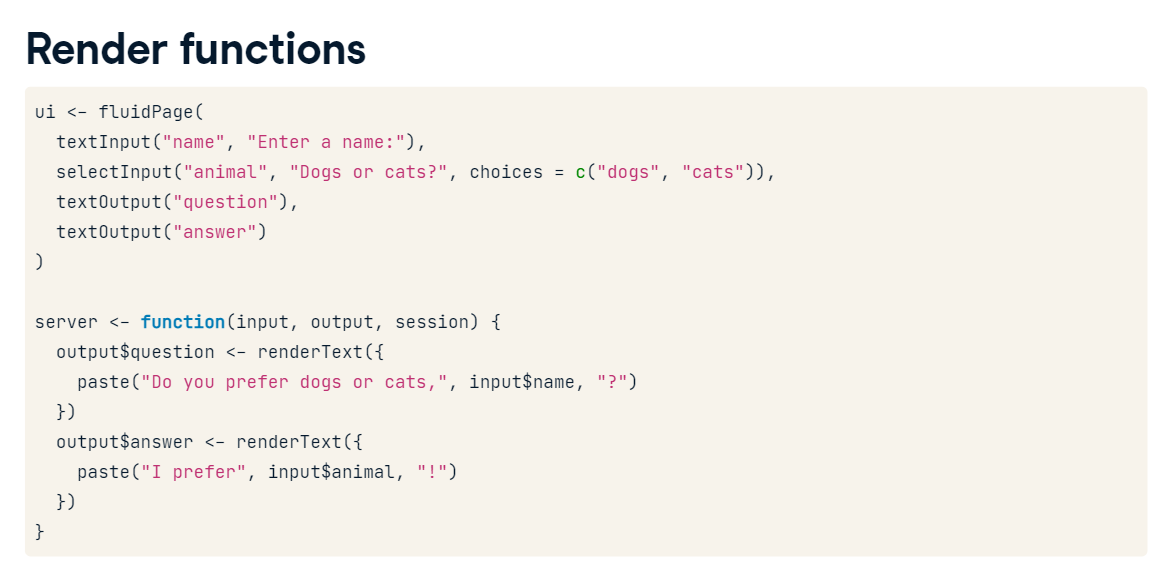 Render functions
ui <- fluidPage(
  textInput("name", "Enter a name:"),
  selectInput("animal", "Dogs or cats?", choices = c("dogs", "cats")),
  textOutput("question"),
  textOutput("answer")
)

server <- function(input, output, session) {
  output$question <- renderText({
    paste("Do you prefer dogs or cats,", input$name, "?")
  })
  output$answer <- renderText({
    paste("I prefer", input$animal, "!")
  })
}